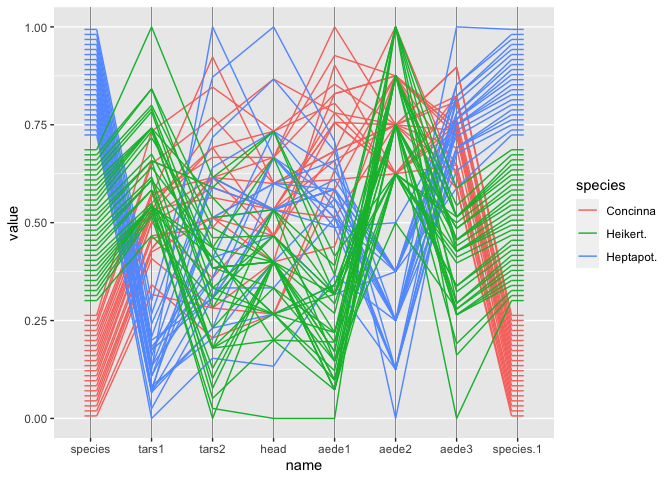 1.00
0.75
0.50
0.25
0.00
value
species tars1 tars2 head aede1 aede2 aede3 species.1
name
species
Concinna
Heikert.
Heptapot.